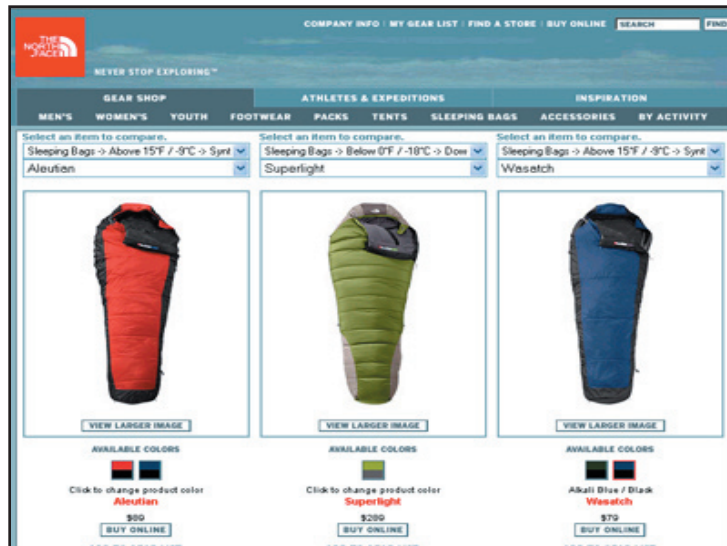 COMPANY INFO | MY GEAR LIST | FIND A STORE | BUY ONLINE SEARCH FIND
THE
NORTH
FACE
NEVER STOP EXPLORING™
GEAR SHOP ATHLETES & EXPEDITIONS INSPIRATION
MEN'S WOMEN'S YOUTH FOOTWEAR PACKS TENTS SLEEPING BAGS ACCESSORIES BY ACTIVITY
Select an item to compare. Select an item to compare. Select an item to compare.
Sleeping Bags -> Above 15°F / -9°C -> Synt Sleeping Bags -> Below 0°F / -18°C -> Dow Sleeping Bags -> Above 15°F / -9°C -> Synt
Aleutian Superlight Wasatch
VIEW LARGER IMAGE VIEW LARGER IMAGE VIEW LARGER IMAGE
AVAILABLE COLORS AVAILABLE COLORS AVAILABLE COLORS
Click to change product color Click to change product color Alkali Blue / Black
Aleutian Superlight Wasatch
$89 $289 $79
BUY ONLINE BUY ONLINE BUY ONLINE